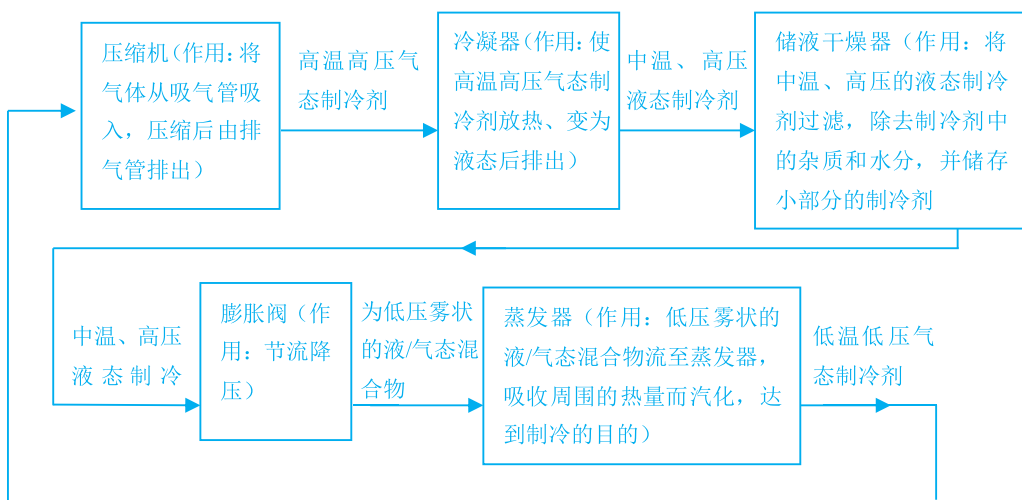 压缩机（作用：将
气体从吸气管吸
入，压缩后由排
气管排出）
高温高压气
态制冷剂
冷凝器（作用：使
高温高压气态制
冷剂放热、变为
液态后排出）
中温、高压
液态制冷剂
储液干燥器（作用：将
中温、高压的液态制冷
剂过滤，除去制冷剂中
的杂质和水分，并储存
小部分的制冷剂
中温、高压
液态制冷
膨胀阀（作
用：节流降
压）
为低压雾状
的液/气态混
合物
蒸发器（作用：低压雾状的
液/气态混合物流至蒸发器，
吸收周围的热量而汽化，达
到制冷的目的）
低温低压气
态制冷剂